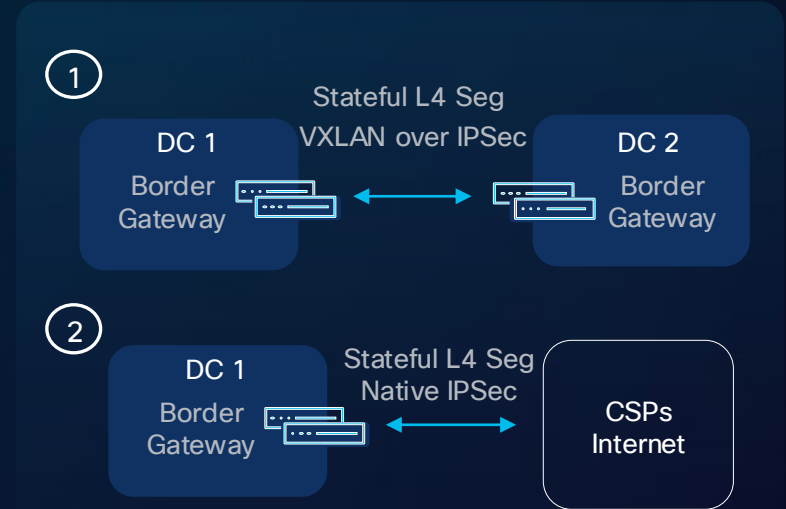 1
Stateful L4 Seg
VXLAN over IPSec
DC 1
Border
Gateway
DC 2
Border
Gateway
2
Stateful L4 Seg
Native IPSec
DC 1
Border
Gateway
CSPs
Internet